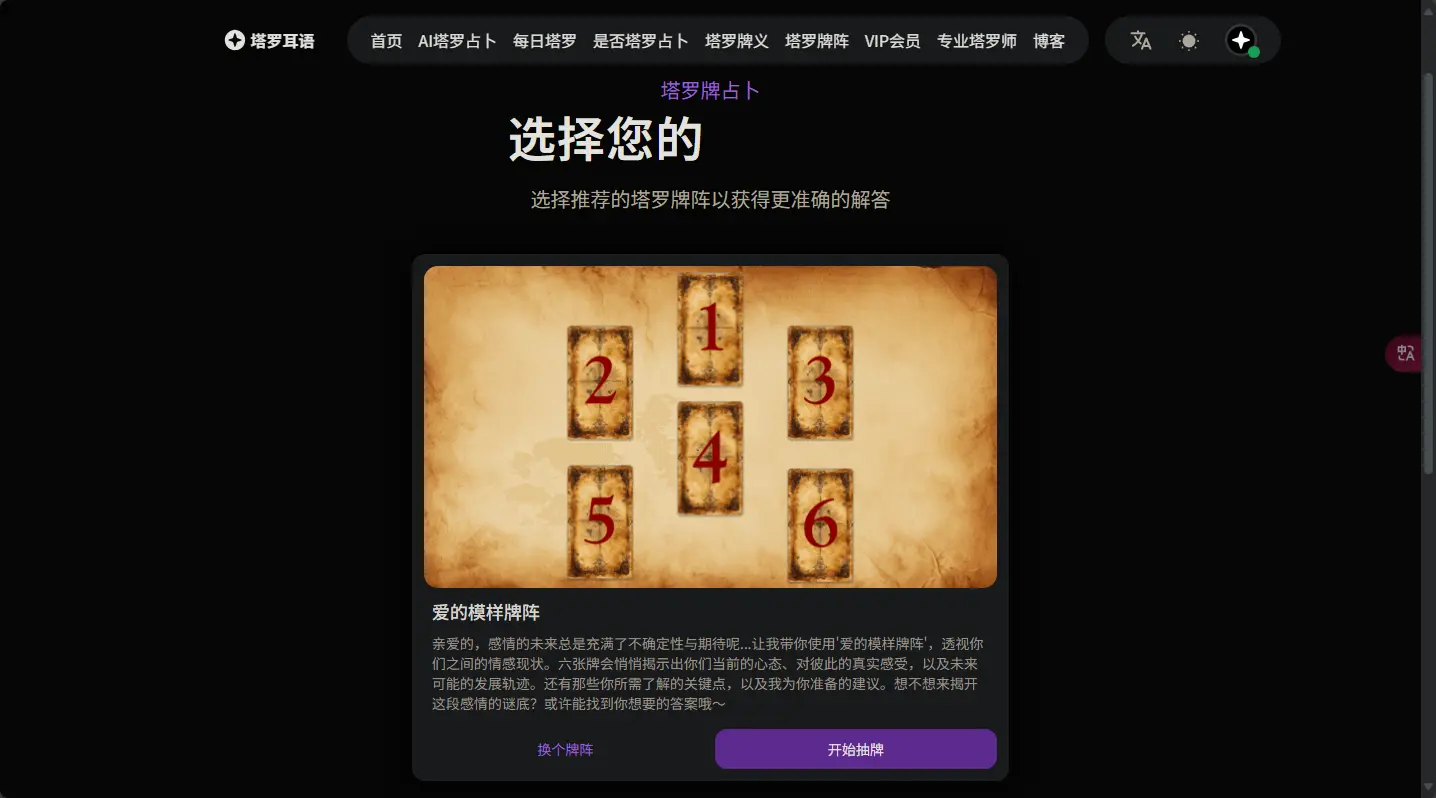 塔罗耳语
首页 AI塔罗占卜 每日塔罗 是否塔罗占卜 塔罗牌义 塔罗牌阵 VIP会员 专业塔罗师 博客
塔罗牌占卜
选择您的
选择推荐的塔罗牌阵以获得更准确的解答
1
2
3
4
5
6
爱的模样牌阵
亲爱的，感情的未来总是充满了不确定性与期待呢...让我带你使用'爱的模样牌阵'，透视你
们之间的情感现状。六张牌会悄悄揭示出你们当前的心态、对彼此的真实感受，以及未来
可能的发展轨迹。还有那些你所需了解的关键点，以及我为你准备的建议。想不想来揭开
这段感情的谜底？或许能找到你想要的答案哦～
换个牌阵
开始抽牌